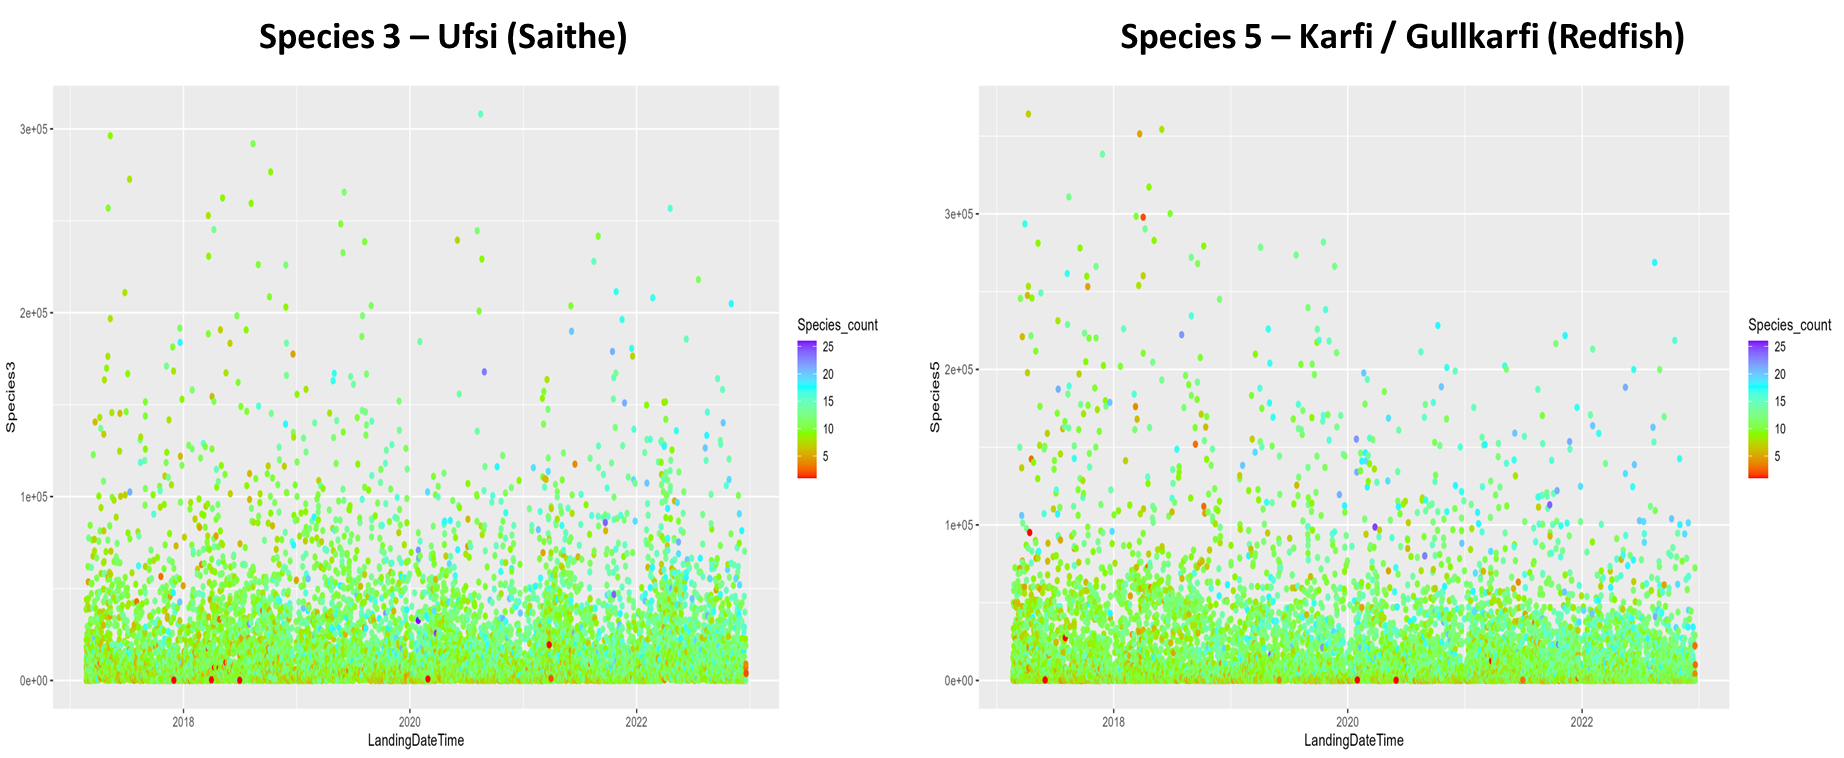 Species 3 – Ufsi (Saithe)
Species3
3e+05
2e+05
1e+05
0e+00
2018
2020
2022
LandingDateTime
Species_count
25
20
15
10
5
Species 5 – Karfi / Gullkarfi (Redfish)
Species5
3e+05
2e+05
1e+05
0e+00
2018
2020
2022
LandingDateTime
Species_count
25
20
15
10
5